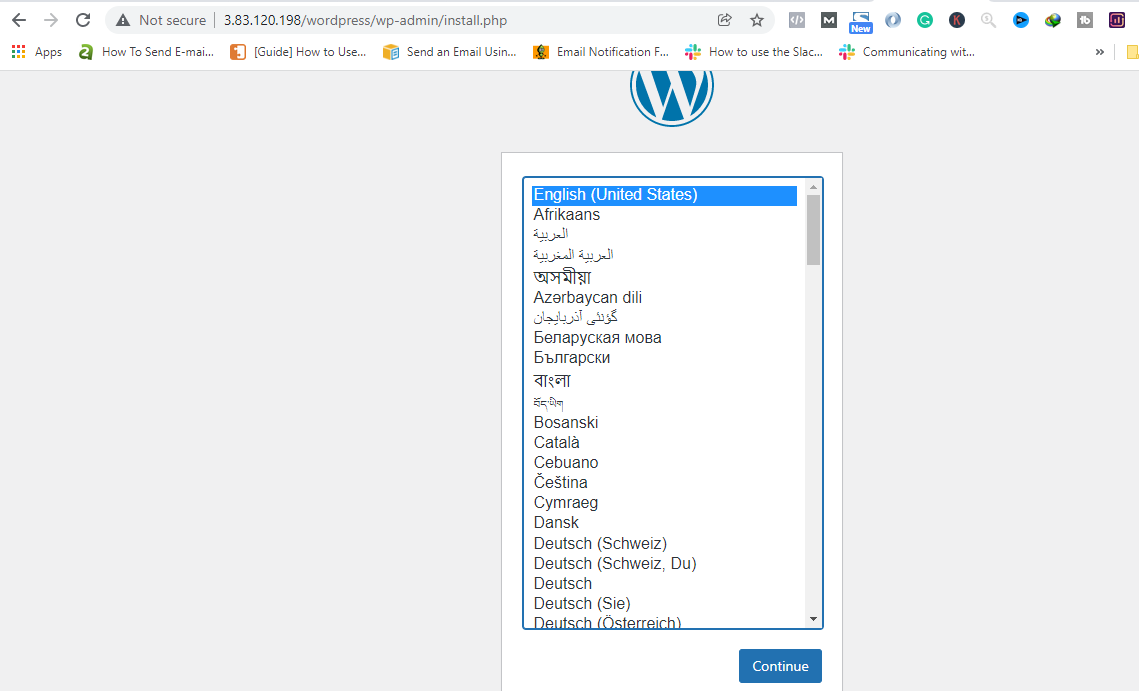 Not secure | 3.83.120.198/wordpress/wp-admin/install.php
New
Apps How To Send E-mai... [Guide] How to Use... Send an Email Usin... Email Notification F... How to use the Slac... Communicating wit... »
English (United States)
Afrikaans
العربية
العربية المغربية
অসমীয়া
Azərbaycan dili
گؤنئی آذربایجان
Беларуская мова
Български
বাংলা
བོད་ཡིག
Bosanski
Català
Cebuano
Čeština
Cymraeg
Dansk
Deutsch (Schweiz)
Deutsch (Schweiz, Du)
Deutsch
Deutsch (Sie)
Deutsch (Österreich)
Continue